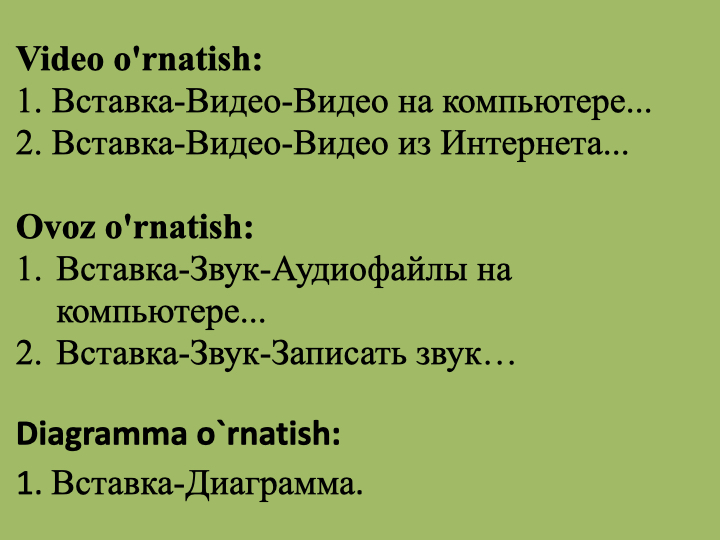 Video o'rnatish:
1. Вставка-Видео-Видео на компьютере...
2. Вставка-Видео-Видео из Интернета...
Ovoz o'rnatish:
1. Вставка-Звук-Аудиофайлы на
компьютере...
2. Вставка-Звук-Записать звук…
Diagramma o`rnatish:
1. Вставка-Диаграмма.